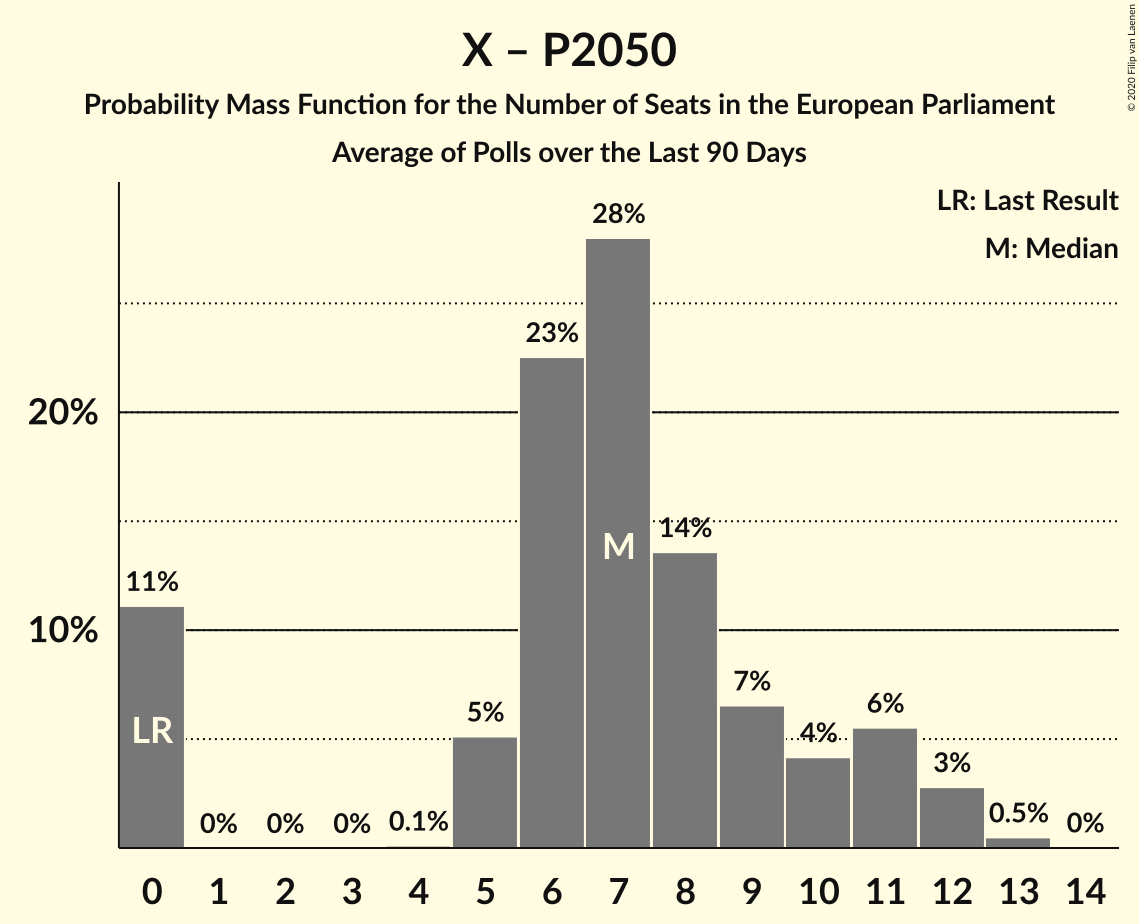 X – P2050
Probability Mass Function for the Number of Seats in the European Parliament
Average of Polls over the Last 90 Days
© 2020 Filip van Laenen
LR: Last Result
M: Median
28%
23%
20%
14%
M
11%
10%
7%
6%
5%
LR
4%
3%
0.5%
0%
0%
0%
0.1%
0%
0 1 2 3 4 5 6 7 8 9 10 11 12 13 14